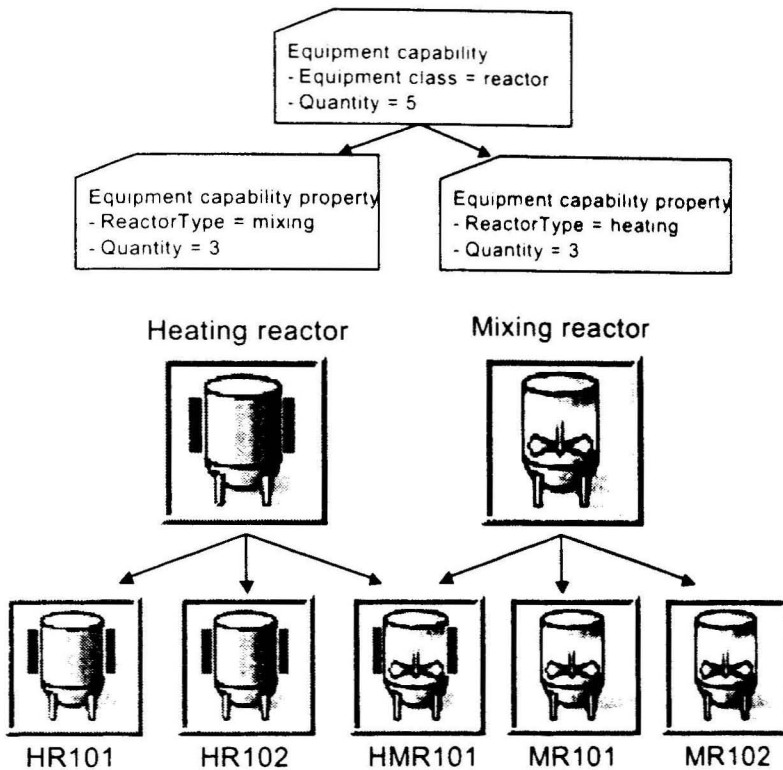 Equipment capability
- Equipment class = reactor
- Quantity = 5
Equipment capability property
- ReactorType = mixing
- Quantity = 3
Equipment capability property
- ReactorType = heating
- Quantity = 3
Heating reactor
Mixing reactor
HR101
HR102
HMR101
MR101
MR102